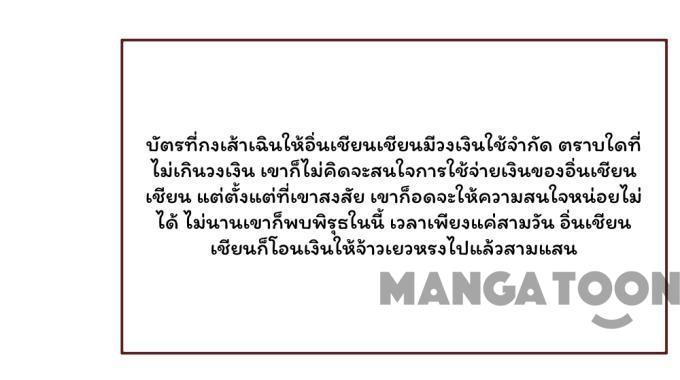 บัตรที่กงเส้าเฉินให้อิ่นเชียนเชียนมีวงเงินใช้จำกัด ตราบใดที่
ไม่เกินวงเงิน เขาก็ไม่คิดจะสนใจการใช้จ่ายเงินของอิ่นเชียน
เชียน แต่ตั้งแต่ที่เขาสงสัย เขาก็อดจะให้ความสนใจหน่อยไม่
ได้ ไม่นานเขาก็พบพิรุธในนี้ เวลาเพียงแค่สามวัน อิ่นเชียน
เชียนก็โอนเงินให้จ้าวเยวหรงไปแล้วสามแสน
MANGATOON